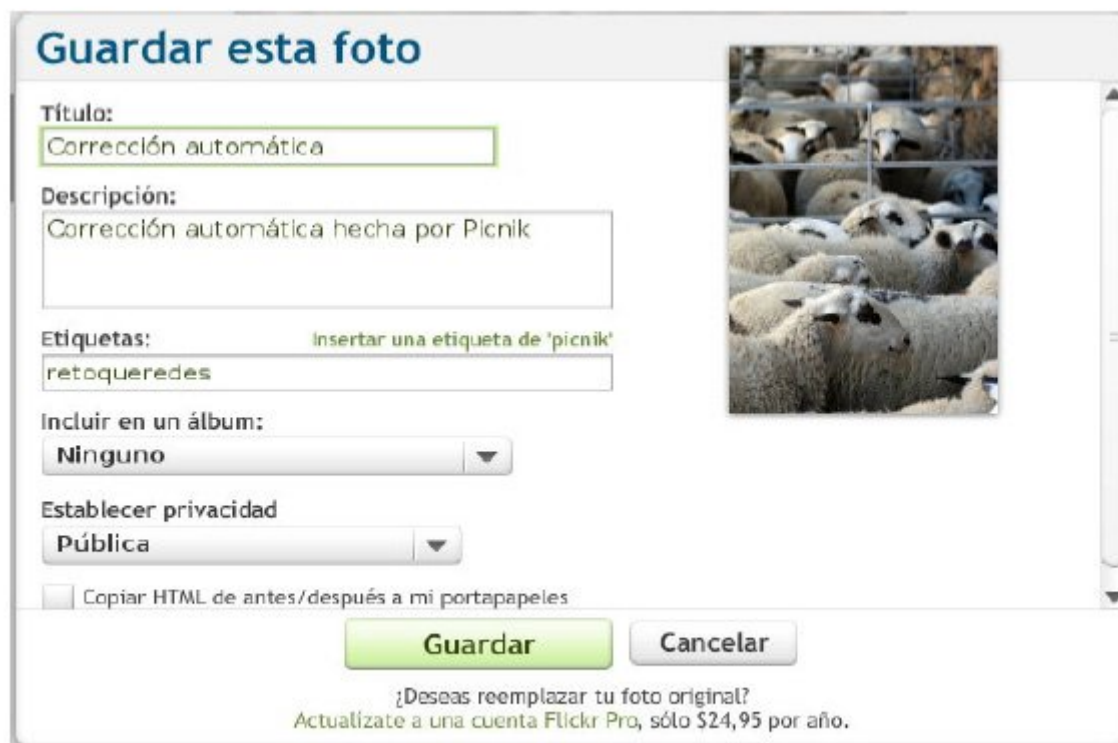 Guardar esta foto
Título:
Corrección automática
Descripción:
Corrección automática hecha por Picnik
Etiquetas: Insertar una etiqueta de 'picnik'
retoqueredes
Incluir en un álbum:
Ninguno
Establecer privacidad
Pública
Copiar HTML de antes/después a mi portapapeles
Guardar Cancelar
¿Deseas reemplazar tu foto original?
Actualízate a una cuenta Flickr Pro, sólo $24,95 por año.